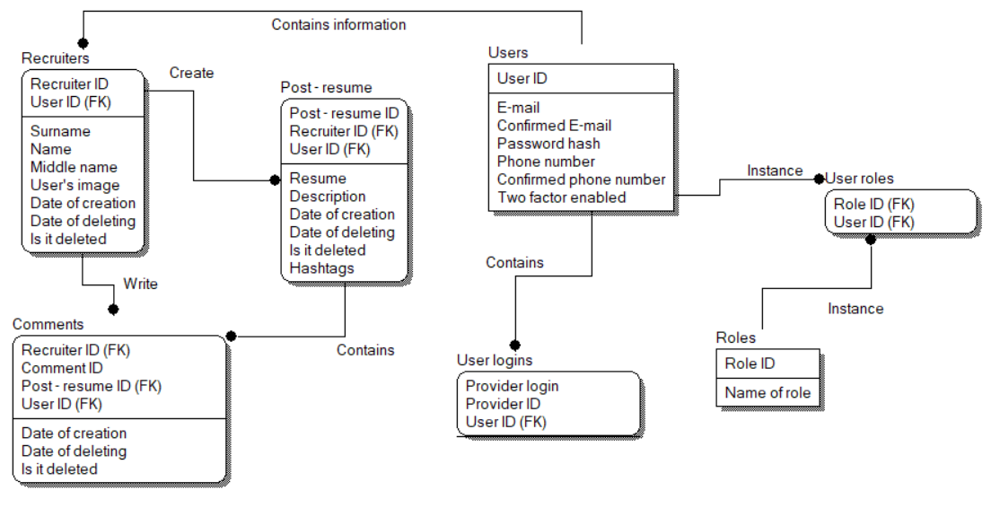 Contains information
Recruiters
Recruiter ID
User ID (FK)
Surname
Name
Middle name
User's image
Date of creation
Date of deleting
Is it deleted
Create
Post - resume
Post - resume ID
Recruiter ID (FK)
User ID (FK)
Resume
Description
Date of creation
Date of deleting
Is it deleted
Hashtags
Users
User ID
E-mail
Confirmed E-mail
Password hash
Phone number
Confirmed phone number
Two factor enabled
Instance
User roles
Role ID (FK)
User ID (FK)
Write
Contains
Instance
Comments
Recruiter ID (FK)
Comment ID
Post - resume ID (FK)
User ID (FK)
Date of creation
Date of deleting
Is it deleted
Contains
User logins
Provider login
Provider ID
User ID (FK)
Roles
Role ID
Name of role